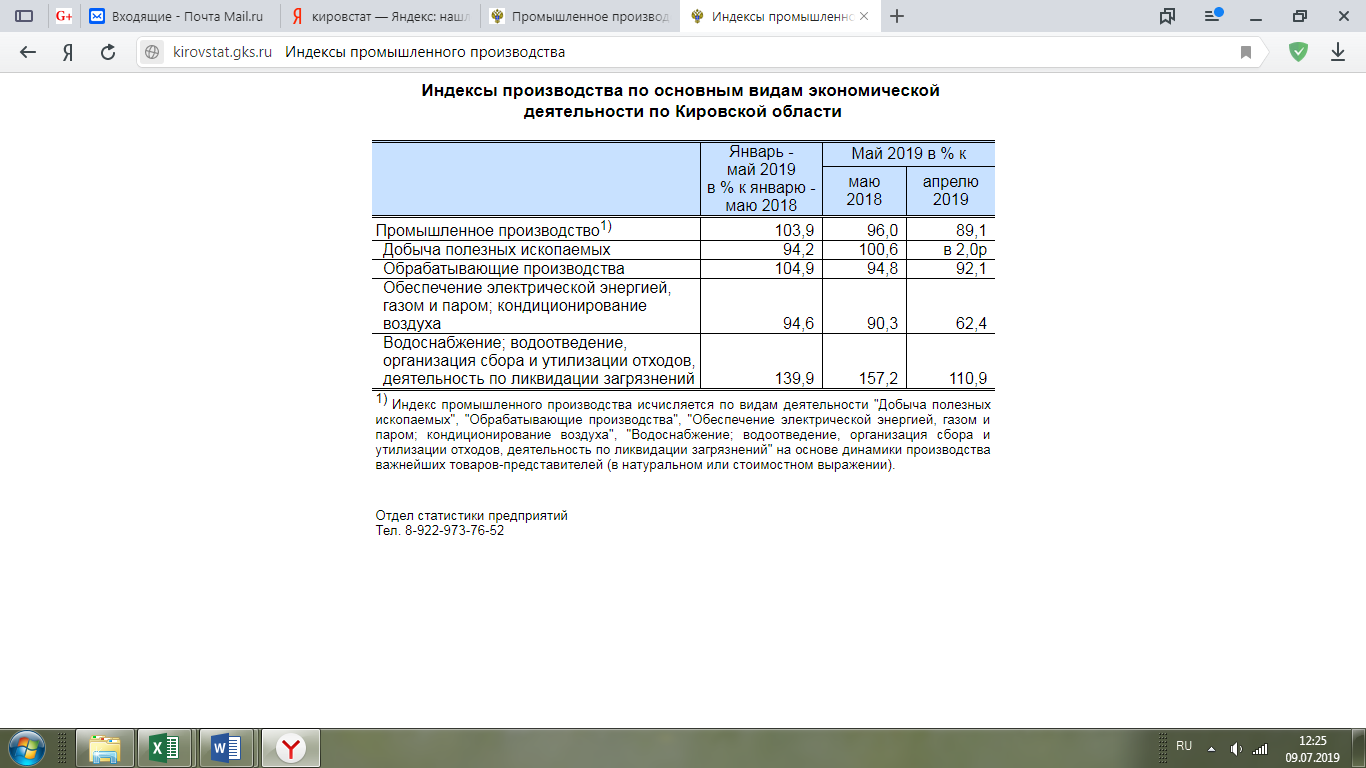 Входящие - Почта Mail.ru
кировстат — Яндекс: наш
Промышленное производ
Индексы промышленно
kirovstat.gks.ru Индексы промышленного производства
Индексы производства по основным видам экономической
деятельности по Кировской области
Январь -
май 2019
в % к январю -
маю 2018
Май 2019 в % к
маю
2018
апрелю
2019
Промышленное производство1) 103,9 96,0 89,1
Добыча полезных ископаемых 94,2 100,6 в 2,0р
Обрабатывающие производства 104,9 94,8 92,1
Обеспечение электрической энергией,
газом и паром; кондиционирование
воздуха 94,6 90,3 62,4
Водоснабжение; водоотведение,
организация сбора и утилизации отходов,
деятельность по ликвидации загрязнений 139,9 157,2 110,9
1) Индекс промышленного производства исчисляется по видам деятельности "Добыча полезных
ископаемых", "Обрабатывающие производства", "Обеспечение электрической энергией, газом и
паром; кондиционирование воздуха", "Водоснабжение; водоотведение, организация сбора и
утилизации отходов, деятельность по ликвидации загрязнений" на основе динамики производства
важнейших товаров-представителей (в натуральном или стоимостном выражении).
Отдел статистики предприятий
Тел. 8-922-973-76-52
RU
12:25
09.07.2019